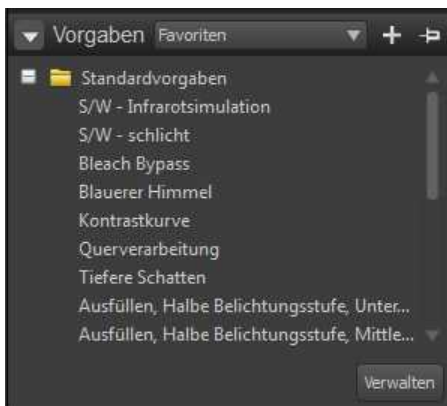 Vorgaben Favoriten
Standardvorgaben
S/W - Infrarotsimulation
S/W - schlicht
Bleach Bypass
Blauerer Himmel
Kontrastkurve
Querverarbeitung
Tiefere Schatten
Ausfüllen, Halbe Belichtungsstufe, Unter...
Ausfüllen, Halbe Belichtungsstufe, Mittle...
Verwalten